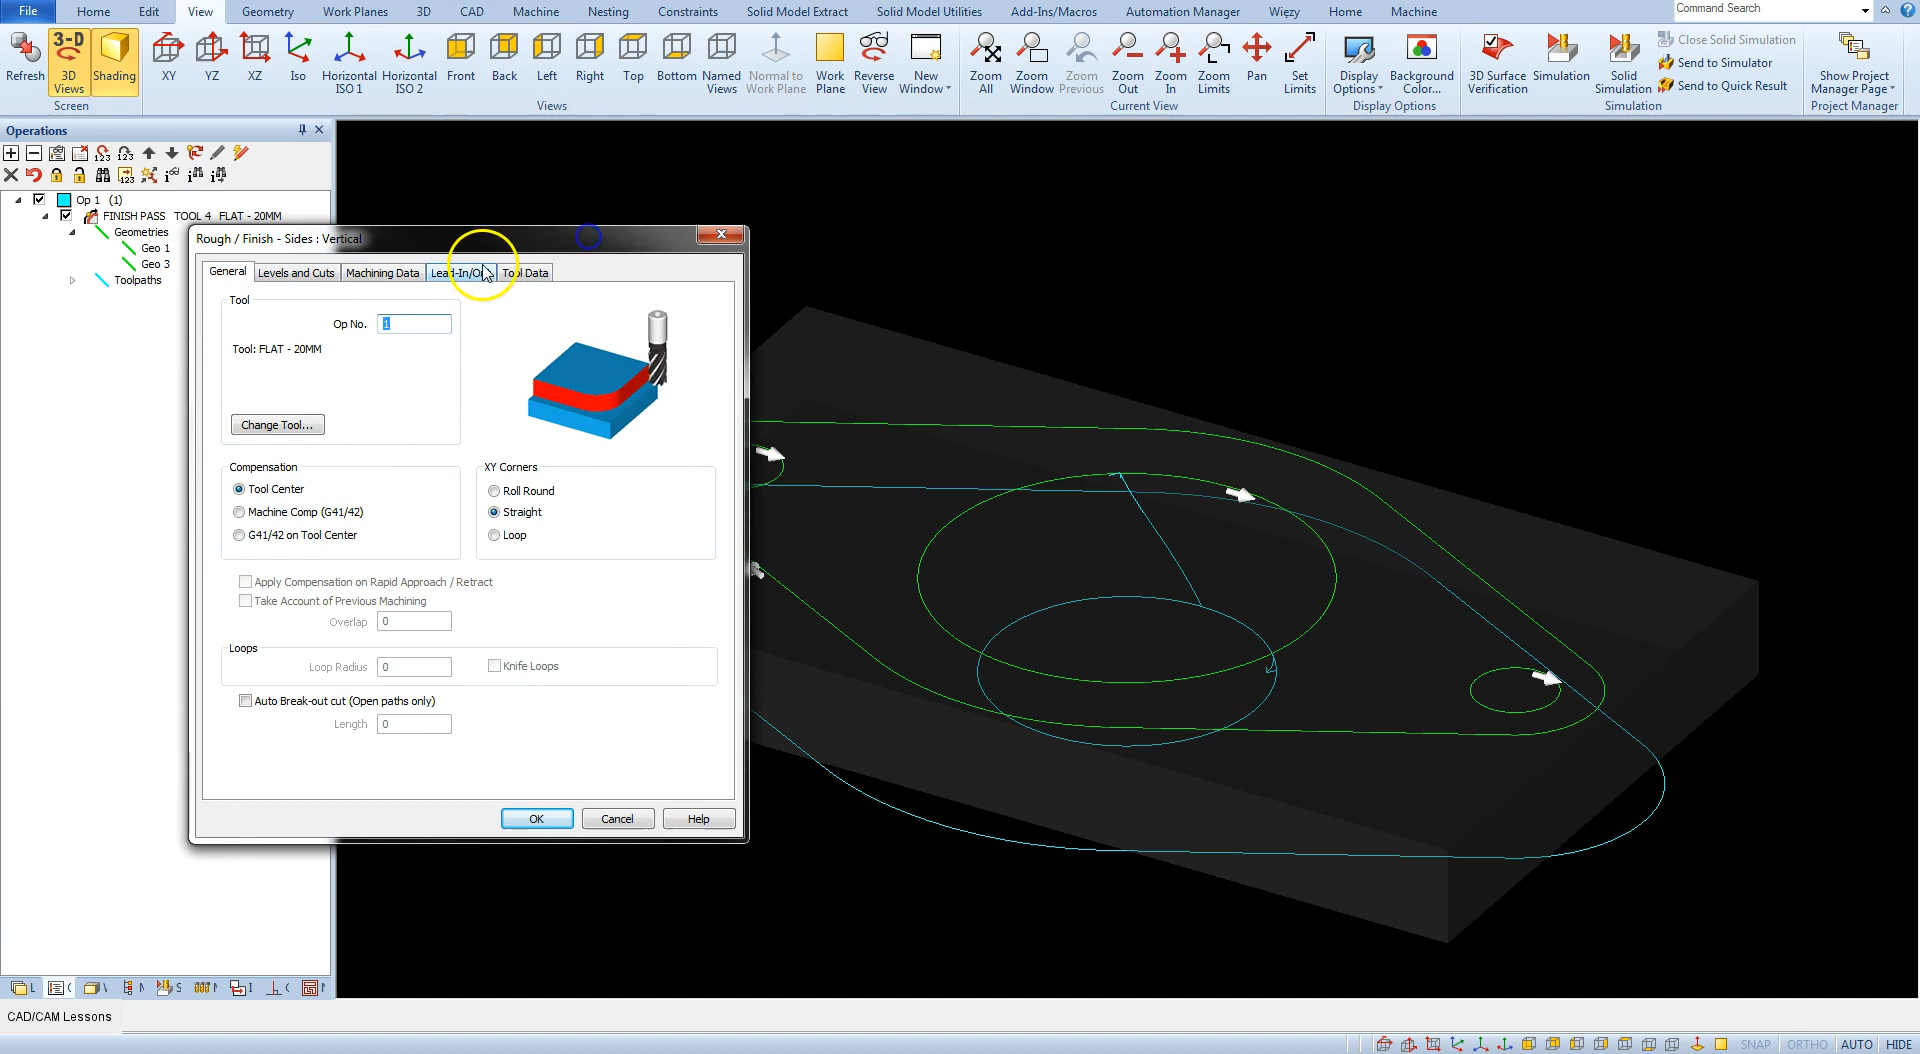 File Home Edit View Geometry Work Planes 3D CAD Machine Nesting Constraints Solid Model Extract Solid Model Utilities Add-Ins/Macros Automation Manager Więzy Home Machine Command Search
Refresh 3D Views Shading XY YZ XZ Iso Horizontal ISO 1 Horizontal ISO 2 Front Back Left Right Top Bottom Named Views Normal to Work Plane Work Plane Reverse View New Window Zoom All Zoom Window Zoom Previous Zoom Out Zoom In Zoom Limits Pan Set Limits Display Options Background Color... 3D Surface Verification Simulation Solid Simulation Close Solid Simulation Send to Simulator Send to Quick Result Show Project Manager Page
Screen Views Current View Display Options Simulation Project Manager
Operations
Op 1 (1)
FINISH PASS TOOL 4 FLAT - 20MM
Geometries
Geo 1
Geo 3
Toolpaths
Rough / Finish - Sides : Vertical
General Levels and Cuts Machining Data Tool Data
Tool
Op No. 1
Tool: FLAT - 20MM
Change Tool...
Compensation
Tool Center
Machine Comp (G41/42)
G41/42 on Tool Center
XY Corners
Roll Round
Straight
Loop
Apply Compensation on Rapid Approach / Retract
Take Account of Previous Machining
Overlap 0
Loops
Loop Radius 0 Knife Loops
Auto Break-out cut (Open paths only)
Length 0
OK Cancel Help
CAD/CAM Lessons
SNAP ORTHO AUTO HIDE